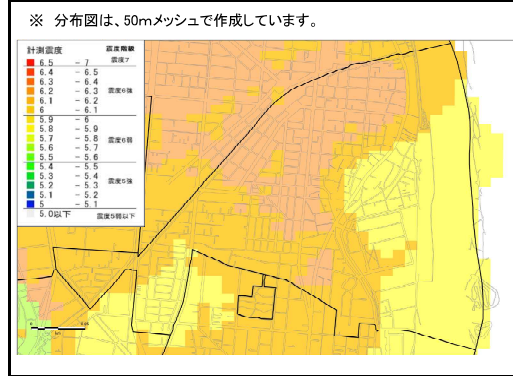 ※ 分布図は、50mメッシュで作成しています。
計測震度 震度階級
6.5 - 7 震度7
6.4 - 6.5
6.3 - 6.4
6.2 - 6.3 震度6強
6.1 - 6.2
6 - 6.1
5.9 - 6
5.8 - 5.9
5.7 - 5.8 震度6弱
5.6 - 5.7
5.5 - 5.6
5.4 - 5.5
5.3 - 5.4 震度5強
5.2 - 5.3
5.1 - 5.2
5 - 5.1
5.0以下 震度5弱以下